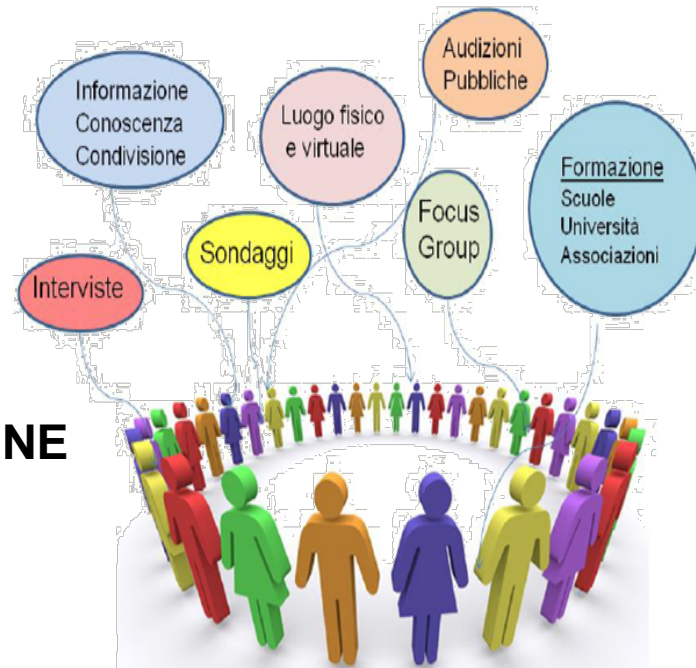 Audizioni
Pubbliche
Informazione
Conoscenza
Condivisione
Luogo fisico
e virtuale
Formazione
Scuole
Università
Associazioni
Focus
Group
Sondaggi
Interviste
NE